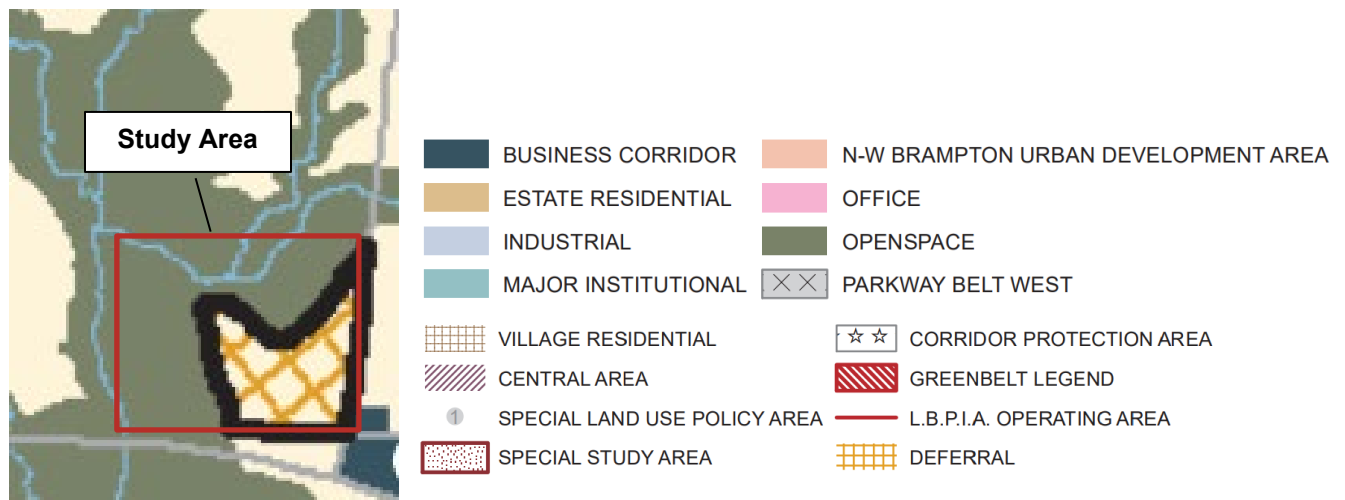 Study Area
BUSINESS CORRIDOR
ESTATE RESIDENTIAL
INDUSTRIAL
MAJOR INSTITUTIONAL
N-W BRAMPTON URBAN DEVELOPMENT AREA
OFFICE
OPENSPACE
PARKWAY BELT WEST
VILLAGE RESIDENTIAL
CENTRAL AREA
1 SPECIAL LAND USE POLICY AREA
SPECIAL STUDY AREA
CORRIDOR PROTECTION AREA
GREENBELT LEGEND
L.B.P.I.A. OPERATING AREA
DEFERRAL